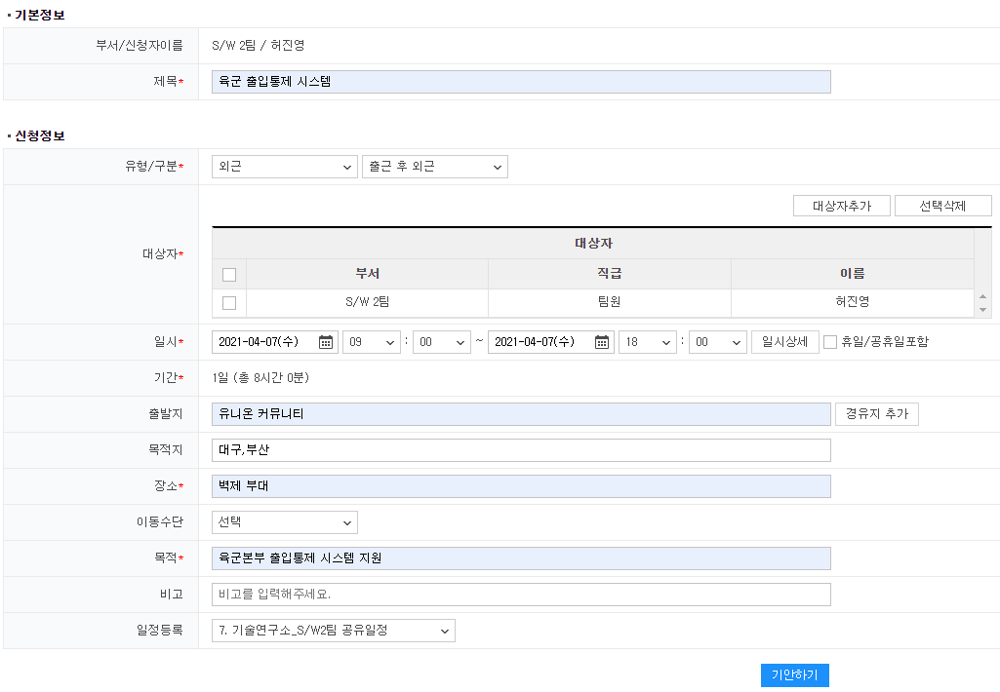 기본정보
부서/신청자이름 S/W 2팀 / 허진영
제목* 육군 출입통제 시스템
신청정보
유형/구분* 외근 출근 후 외근
대상자추가 선택삭제
대상자*
대상자
부서 직급 이름
S/W 2팀 팀원 허진영
일시* 2021-04-07(수) 09 : 00 ~ 2021-04-07(수) 18 : 00 일시상세 휴일/공휴일포함
기간* 1일 (총 8시간 0분)
출발지 유니온 커뮤니티 경유지 추가
목적지 대구,부산
장소* 벽제 부대
이동수단 선택
목적* 육군본부 출입통제 시스템 지원
비고 비고를 입력해주세요.
일정등록 7. 기술연구소_S/W2팀 공유일정
기안하기